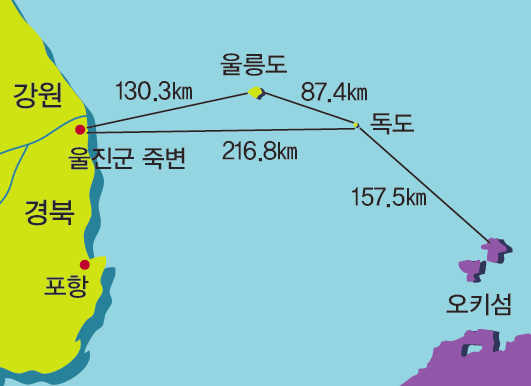 울릉도
강원
130.3km
87.4km
독도
울진군 죽변
216.8km
157.5km
경북
포항
오키섬